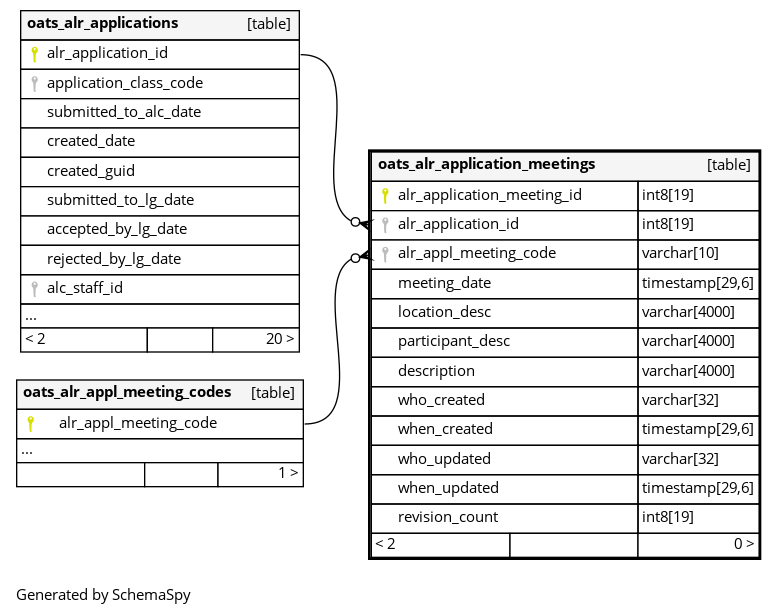 oats_alr_applications [table]
alr_application_id
application_class_code
submitted_to_alc_date
created_date
created_guid
submitted_to_lg_date
accepted_by_lg_date
rejected_by_lg_date
alc_staff_id
...
< 2 20 >
oats_alr_appl_meeting_codes [table]
alr_appl_meeting_code
...
1 >
oats_alr_application_meetings [table]
alr_application_meeting_id int8[19]
alr_application_id int8[19]
alr_appl_meeting_code varchar[10]
meeting_date timestamp[29,6]
location_desc varchar[4000]
participant_desc varchar[4000]
description varchar[4000]
who_created varchar[32]
when_created timestamp[29,6]
who_updated varchar[32]
when_updated timestamp[29,6]
revision_count int8[19]
< 2 0 >
Generated by SchemaSpy